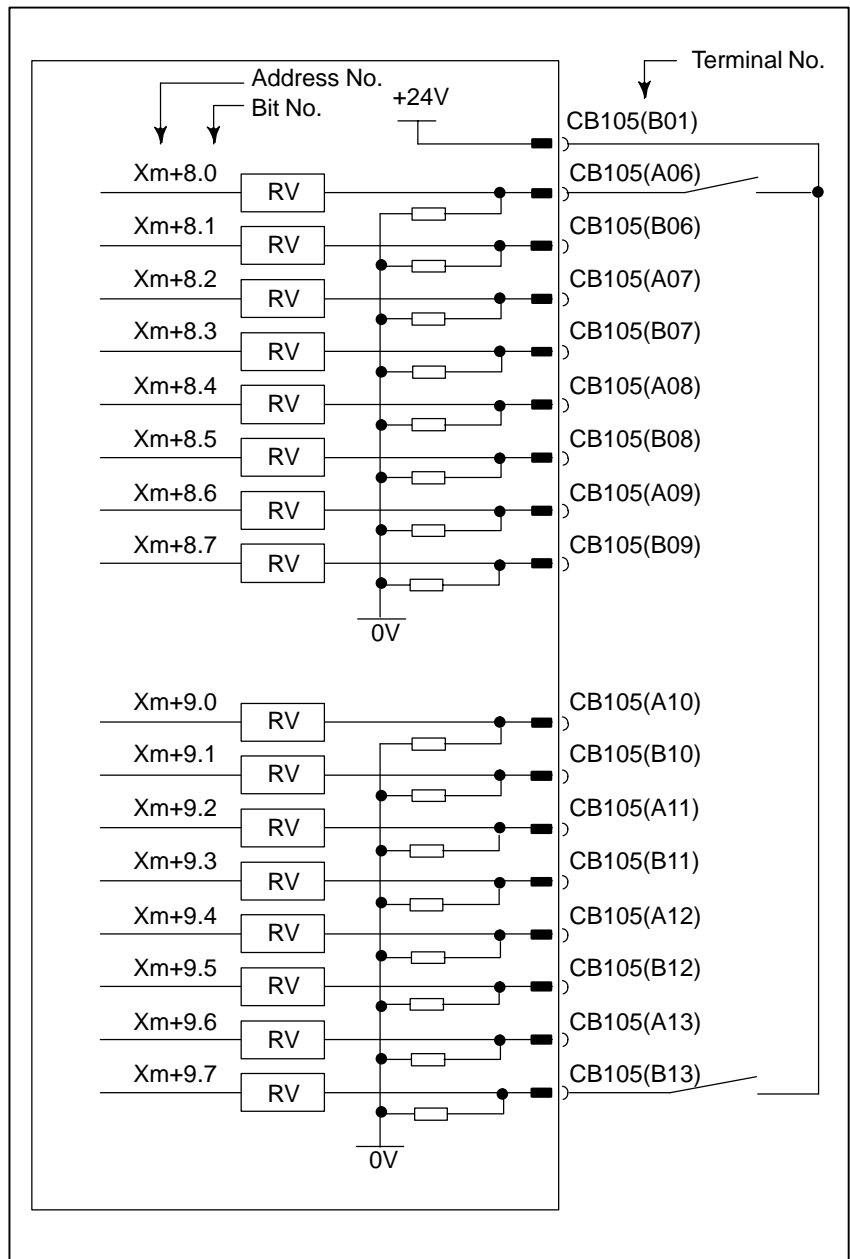 Terminal No.
Address No.
Bit No.
+24V
CB105(B01)
Xm+8.0 RV CB105(A06)
Xm+8.1 RV CB105(B06)
Xm+8.2 RV CB105(A07)
Xm+8.3 RV CB105(B07)
Xm+8.4 RV CB105(A08)
Xm+8.5 RV CB105(B08)
Xm+8.6 RV CB105(A09)
Xm+8.7 RV CB105(B09)
0V
Xm+9.0 RV CB105(A10)
Xm+9.1 RV CB105(B10)
Xm+9.2 RV CB105(A11)
Xm+9.3 RV CB105(B11)
Xm+9.4 RV CB105(A12)
Xm+9.5 RV CB105(B12)
Xm+9.6 RV CB105(A13)
Xm+9.7 RV CB105(B13)
0V